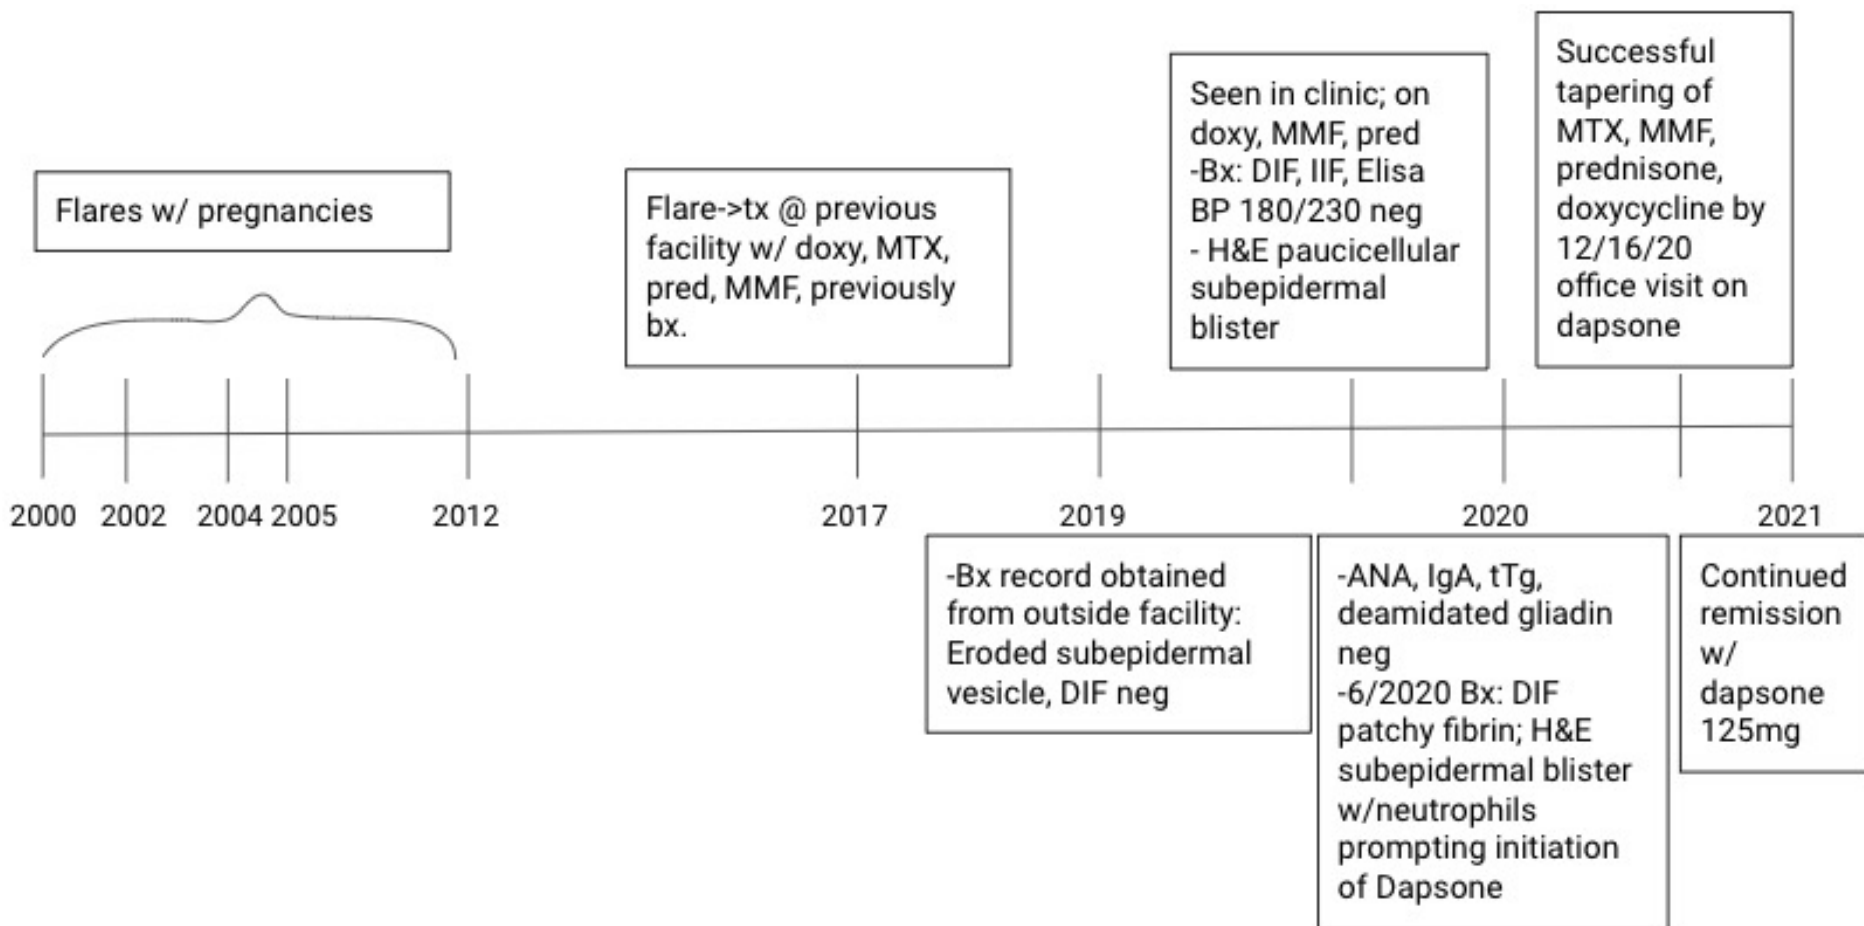 Flares w/ pregnancies
Flare->tx @ previous
facility w/ doxy, MTX,
pred, MMF, previously
bx.
Seen in clinic; on
doxy, MMF, pred
-Bx: DIF, IIF, Elisa
BP 180/230 neg
- H&E paucicellular
subepidermal
blister
Successful
tapering of
MTX, MMF,
prednisone,
doxycycline by
12/16/20
office visit on
dapsone
2000 2002 2004 2005 2012 2017 2019 2020 2021
-Bx record obtained
from outside facility:
Eroded subepidermal
vesicle, DIF neg
-ANA, IgA, tTg,
deamidated gliadin
neg
-6/2020 Bx: DIF
patchy fibrin; H&E
subepidermal blister
w/neutrophils
prompting initiation
of Dapsone
Continued
remission
w/
dapsone
125mg